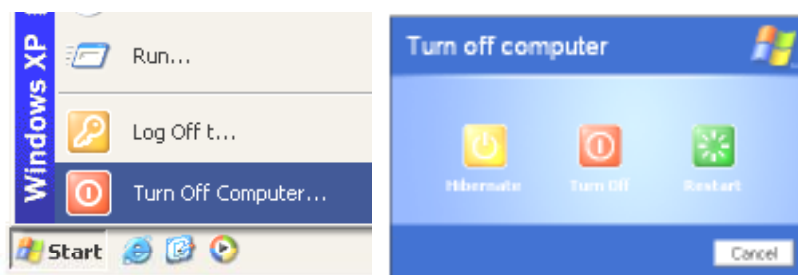 Windows XP
Run...
Log Off t...
Turn Off Computer...
Start
Turn off computer
Hibernate
Turn Off
Restart
Cancel